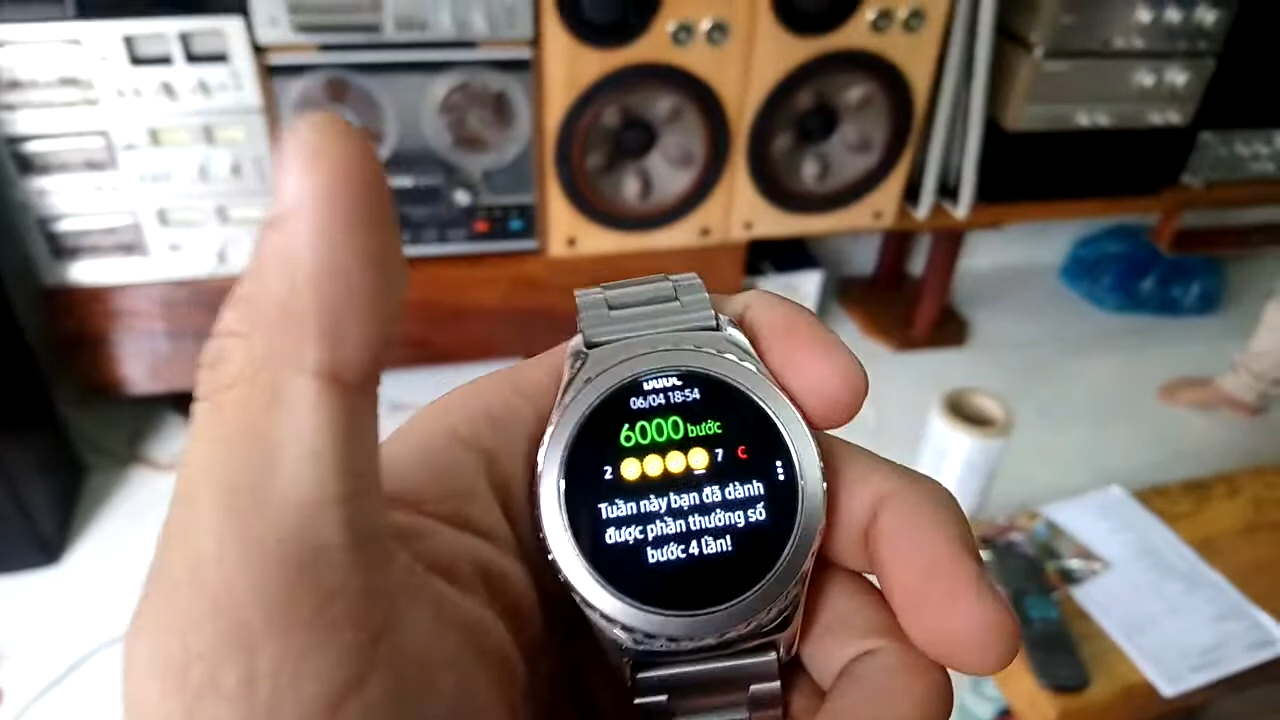 06/04 18:54
6000 bước
2 7 C
Tuần này bạn đã dành
được phần thưởng số
bước 4 lần!